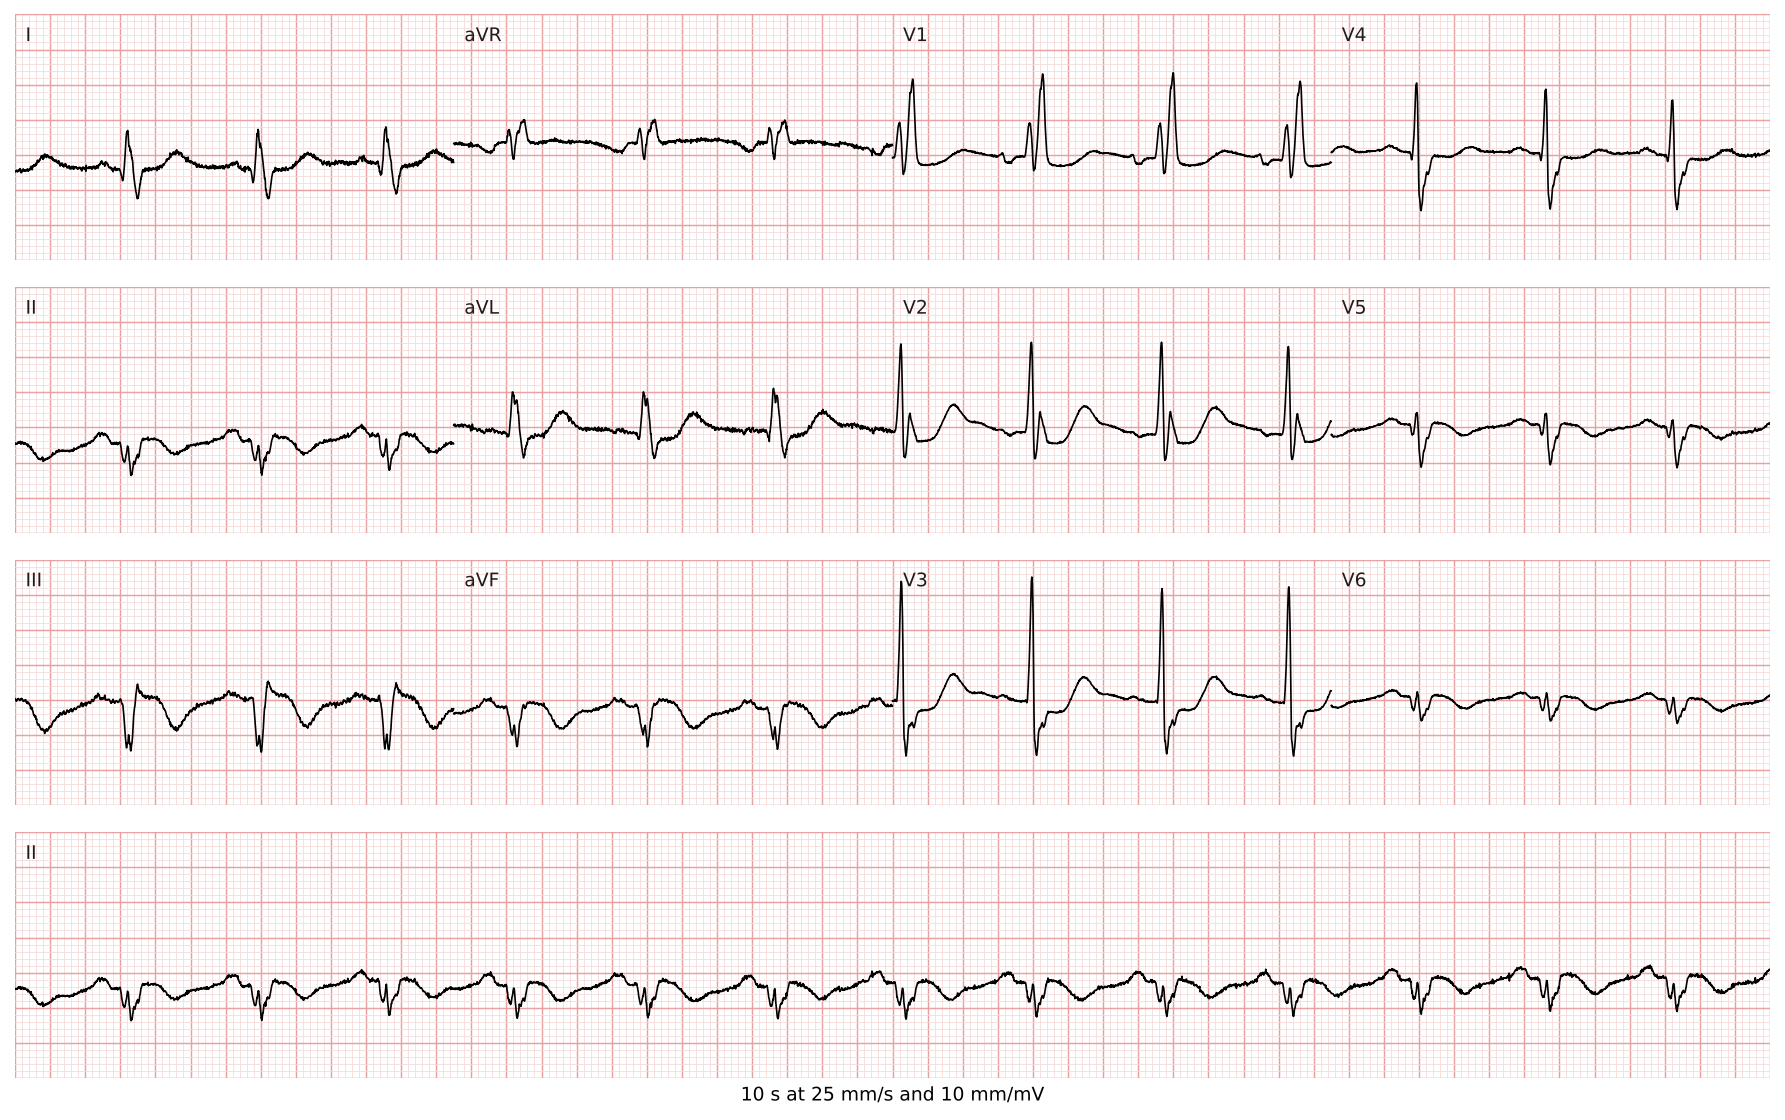 I aVR V1 V4
II aVL V2 V5
III aVF V3 V6
II
10 s at 25 mm/s and 10 mm/mV